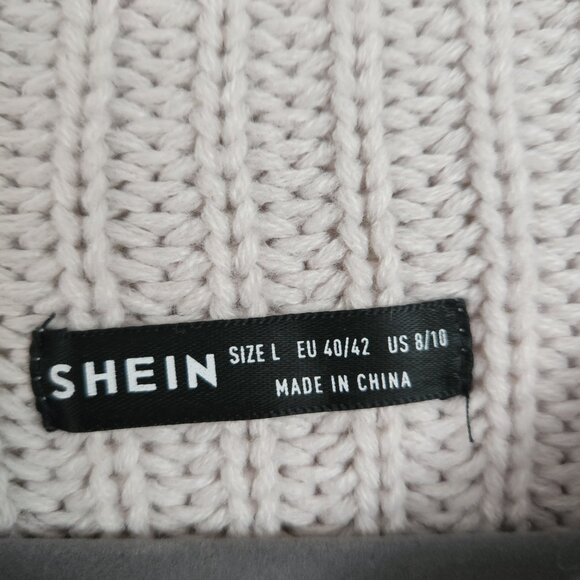 SHEIN SIZE L EU 40/42 US 8/10
MADE IN CHINA